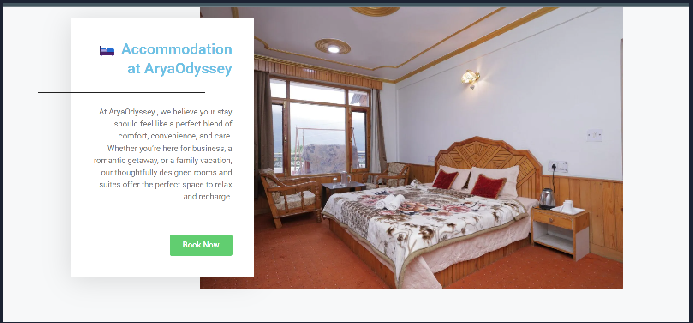 🛏️ Accommodation
at AryaOdyssey
At AryaOdyssey, we believe your stay
should feel like a perfect blend of
comfort, convenience, and care.
Whether you're here for business, a
romantic getaway, or a family vacation,
our thoughtfully designed rooms and
suites offer the perfect space to relax
and recharge.
Book Now